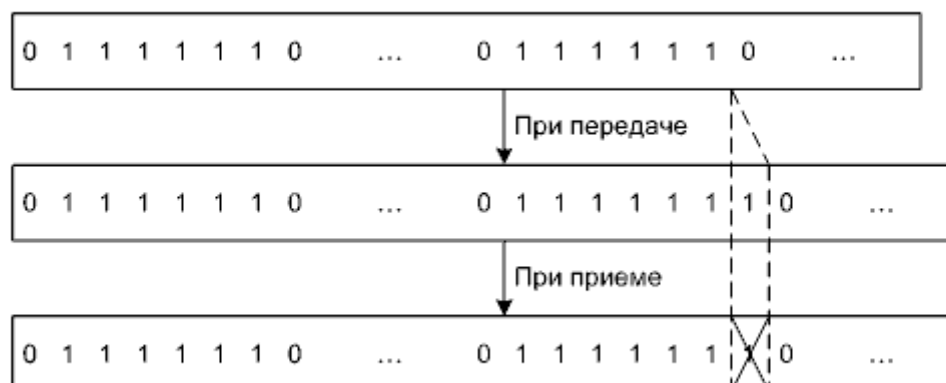 0 1 1 1 1 1 1 0 ... 0 1 1 1 1 1 1 0 ...
При передаче
0 1 1 1 1 1 1 0 ... 0 1 1 1 1 1 1 1 0 ...
При приеме
0 1 1 1 1 1 1 0 ... 0 1 1 1 1 1 1 1 0 ...